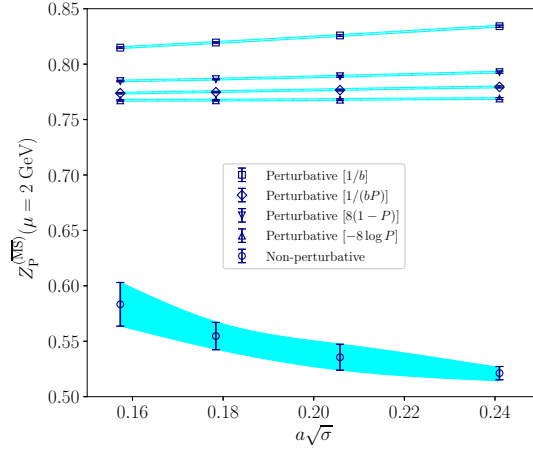 0.85
0.80
0.75
0.70
0.65
0.60
0.55
0.50
Z_P^{(\overline{MS})}(μ = 2 GeV)
Perturbative [1/b]
Perturbative [1/(bP)]
Perturbative [8(1 − P)]
Perturbative [−8 log P]
Non-perturbative
0.16 0.18 0.20 0.22 0.24
a√σ